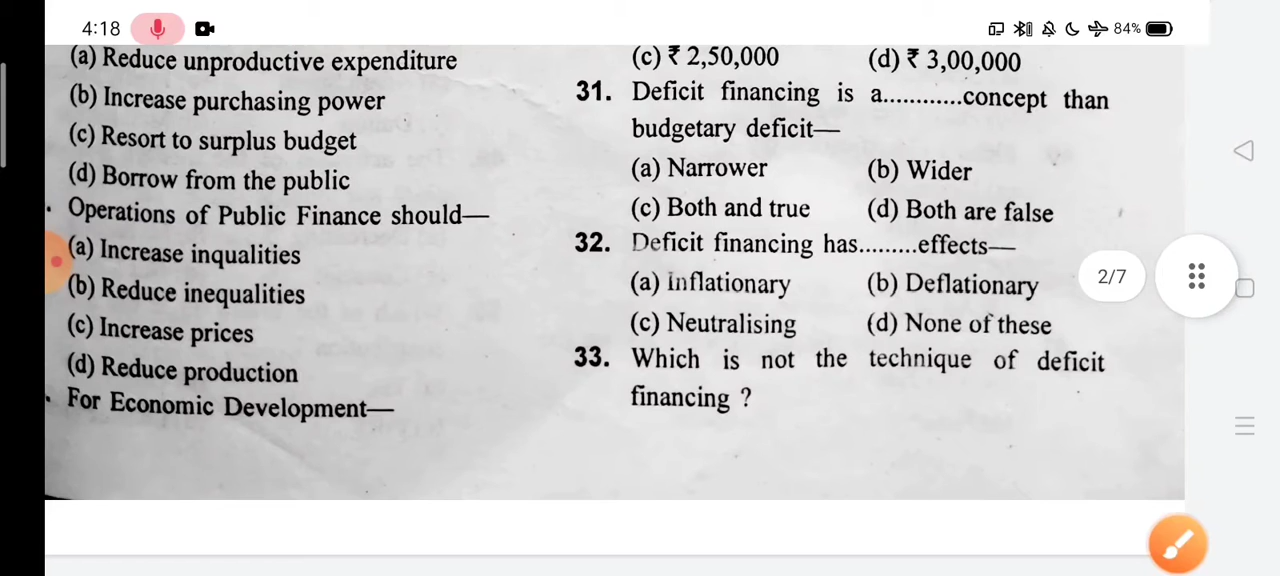 4:18
84%
(a) Reduce unproductive expenditure
(b) Increase purchasing power
(c) Resort to surplus budget
(d) Borrow from the public
. Operations of Public Finance should—
(a) Increase inqualities
(b) Reduce inequalities
(c) Increase prices
(d) Reduce production
. For Economic Development—
(c) ₹ 2,50,000 (d) ₹ 3,00,000
31. Deficit financing is a............concept than
budgetary deficit—
(a) Narrower (b) Wider
(c) Both and true (d) Both are false
32. Deficit financing has.........effects—
(a) Inflationary (b) Deflationary
(c) Neutralising (d) None of these
33. Which is not the technique of deficit
financing ?
2/7